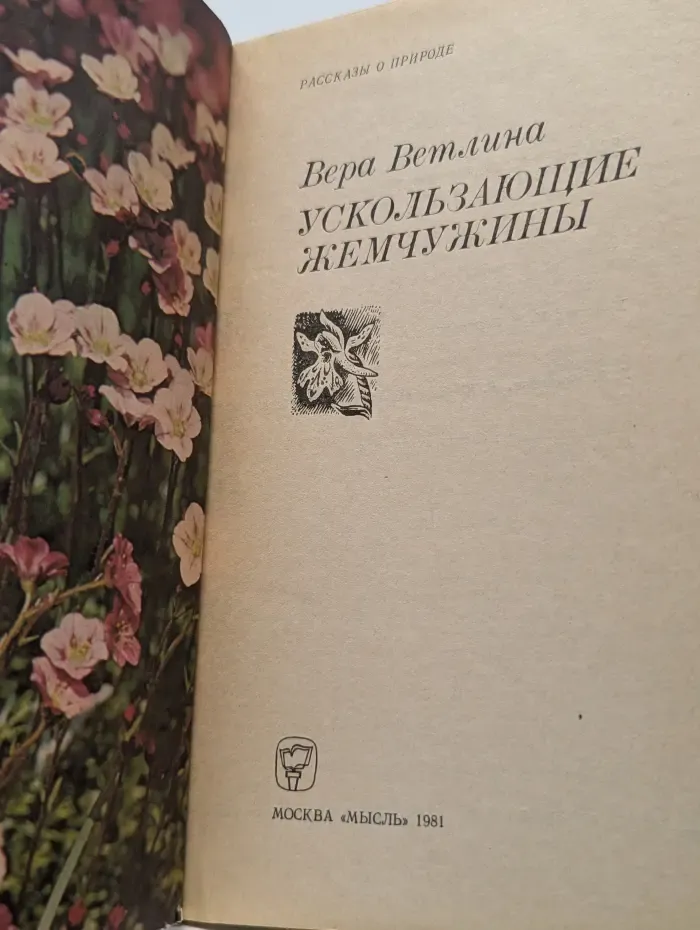 РАССКАЗЫ О ПРИРОДЕ
Вера Ветлина
УСКОЛЬЗАЮЩИЕ
ЖЕМЧУЖИНЫ
МОСКВА «МЫСЛЬ» 1981